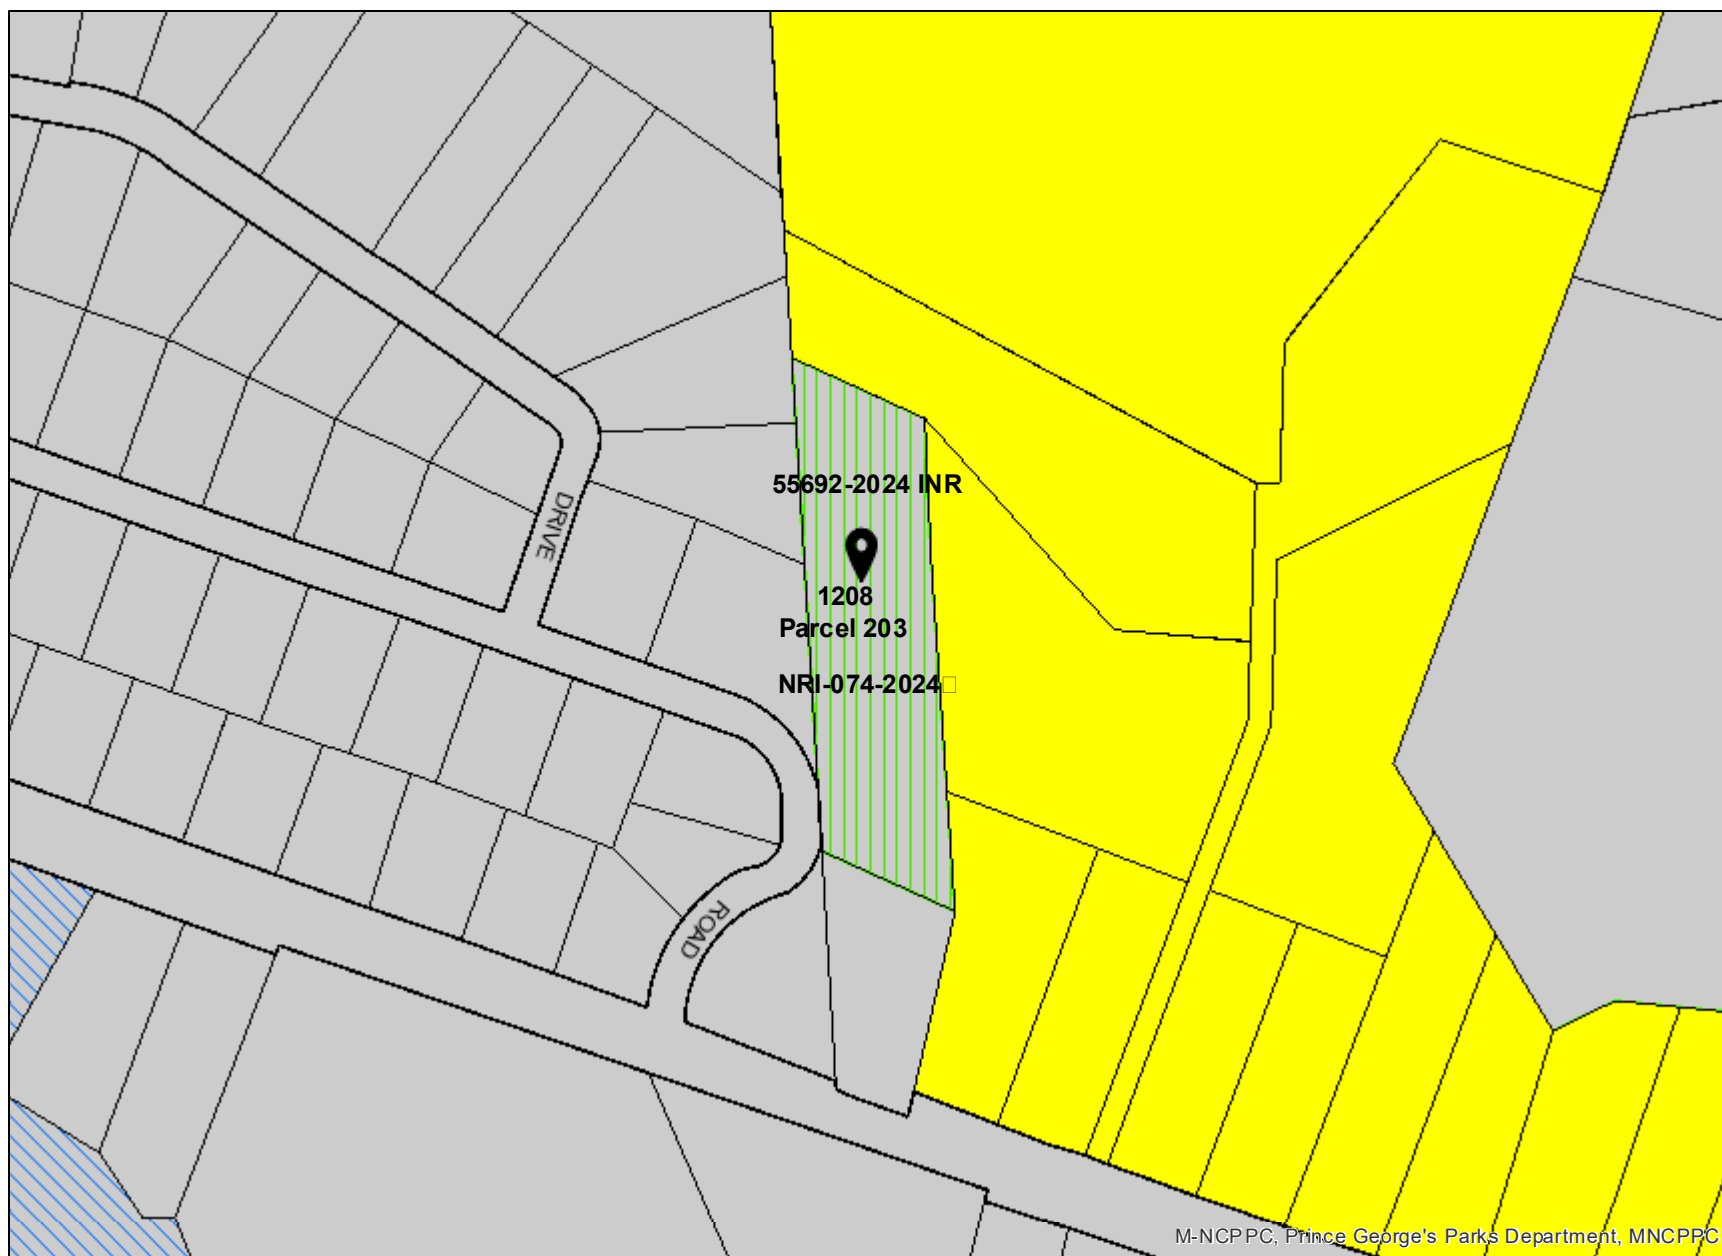 55692-2024 INR
DRIVE
1208
Parcel 203
NRI-074-2024
ROAD
M-NCPPC, Prince George's Parks Department, MNCPPC